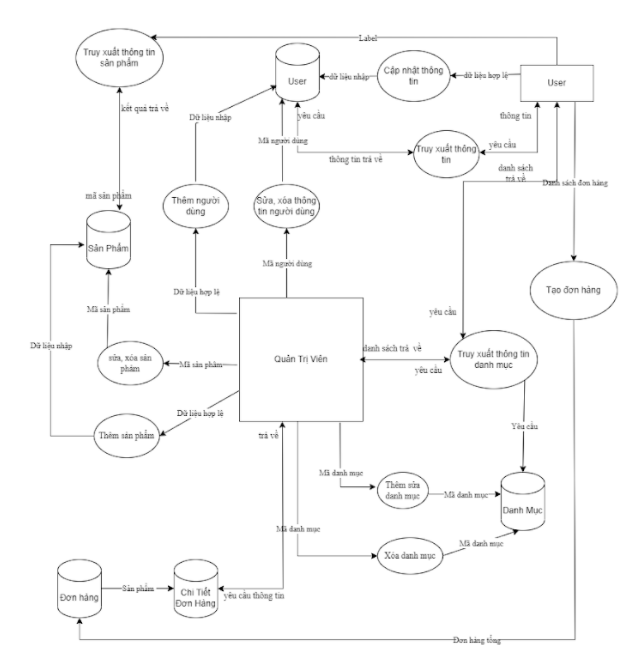 Label
Truy xuất thông tin
sản phẩm
User
dữ liệu nhập
Cập nhật thông
tin
dữ liệu hợp lệ
User
kết quả trả về
Dữ liệu nhập
yêu cầu
thông tin
Mã người dùng
Truy xuất thông
tin
yêu cầu
thông tin trả về
danh sách
trả về
Danh sách đơn hàng
mã sản phẩm
Thêm người
dùng
Sửa, xóa thông
tin người dùng
Sản Phẩm
Mã người dùng
Tạo đơn hàng
Dữ liệu hợp lệ
Mã sản phẩm
yêu cầu
Dữ liệu nhập
sửa, xóa sản
phẩm
Mã sản phẩm
Quản Trị Viên
danh sách trả về
yêu cầu
Truy xuất thông tin
danh mục
Dữ liệu hợp lệ
Thêm sản phẩm
trả về
Yêu cầu
Mã danh mục
Thêm sửa
danh mục
Mã danh mục
Danh Mục
Mã danh mục
Mã danh mục
Xóa danh mục
Đơn hàng
Sản phẩm
Chi Tiết
Đơn Hàng
yêu cầu thông tin
Đơn hàng tổng